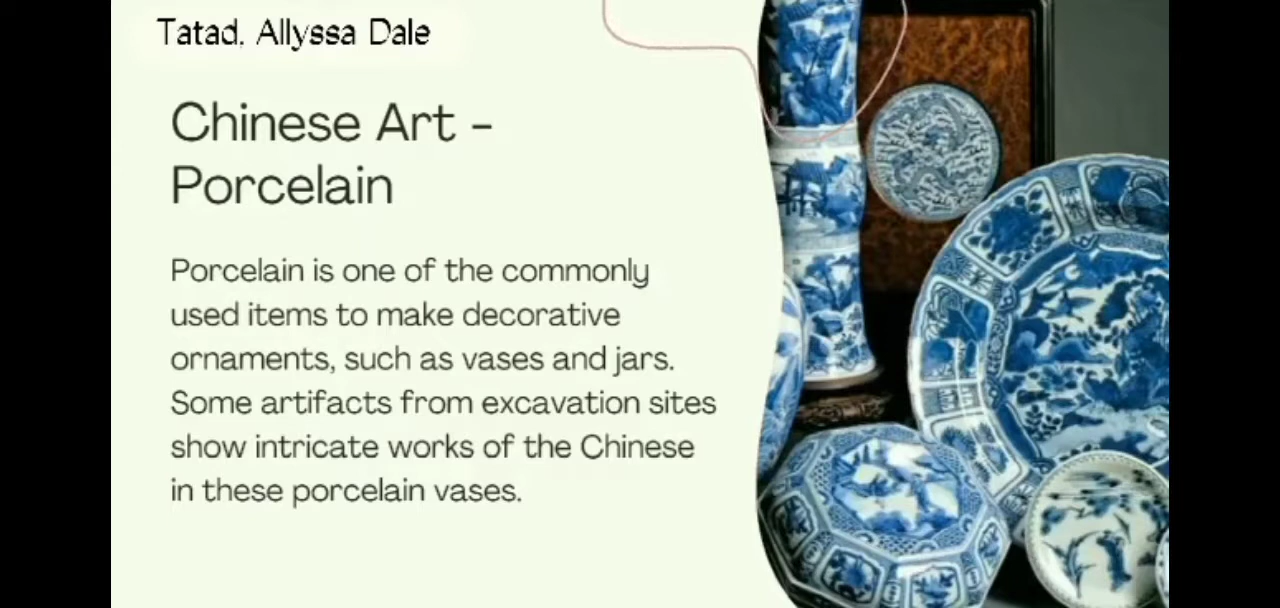 Tatad, Allyssa Dale
Chinese Art -
Porcelain
Porcelain is one of the commonly
used items to make decorative
ornaments, such as vases and jars.
Some artifacts from excavation sites
show intricate works of the Chinese
in these porcelain vases.